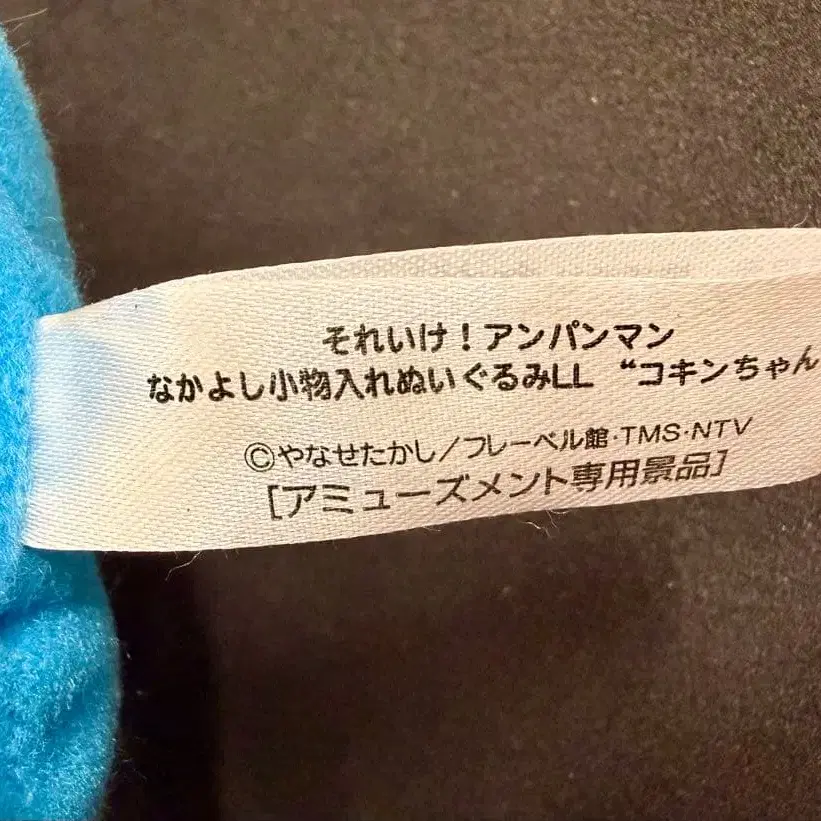 それいけ！アンパンマン
なかよし小物入れぬいぐるみLL “コキンちゃん
©やなせたかし/フレーベル館·TMS·NTV
[アミューズメント専用景品]